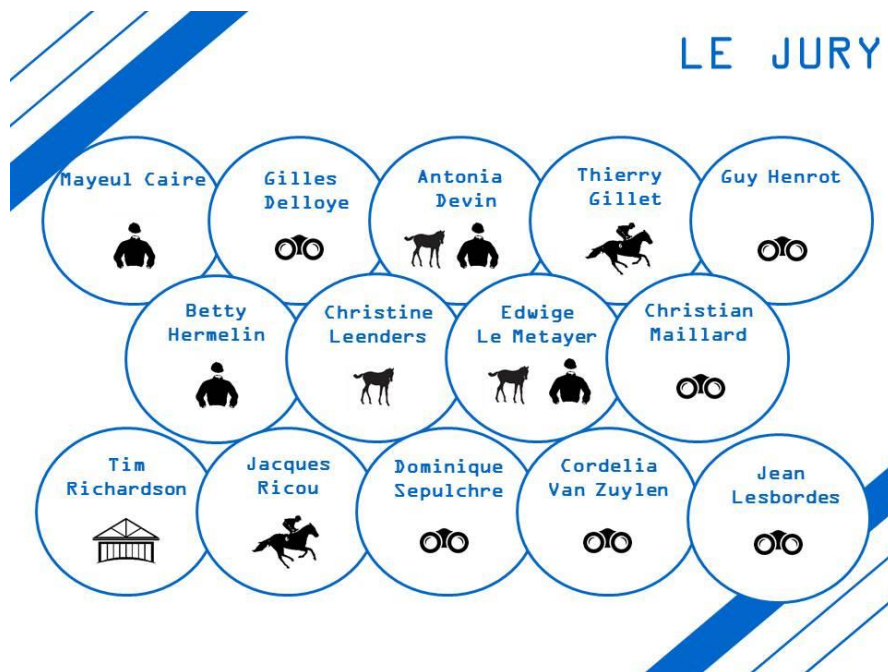 LE JURY
Mayeul Caire
Gilles
Delloye
Antonia
Devin
Thierry
Gillet
Guy Henrot
Betty
Hermelin
Christine
Leenders
Edwige
Le Metayer
Christian
Maillard
Tim
Richardson
Jacques
Ricou
Dominique
Sepulchre
Cordelia
Van Zuylen
Jean
Lesbordes